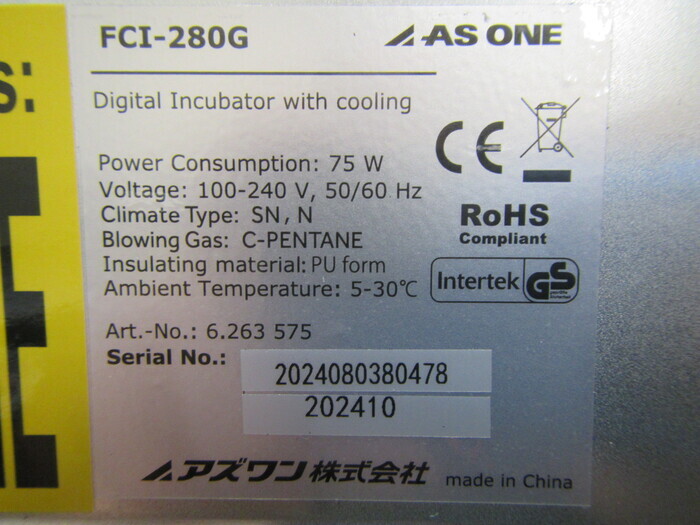 S:
FCI-280G
AS ONE
Digital Incubator with cooling
Power Consumption: 75 W
Voltage: 100-240 V, 50/60 Hz
Climate Type: SN, N
Blowing Gas: C-PENTANE
Insulating material: PU form
Ambient Temperature: 5-30℃
CE
RoHS
Compliant
Intertek
GS
Art.-No.: 6.263 575
Serial No.:
2024080380478
202410
アズワン株式会社
made in China